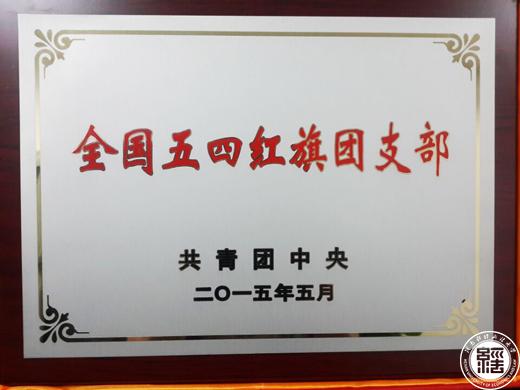 全国五四红旗团支部
共青团中央
二〇一五年五月